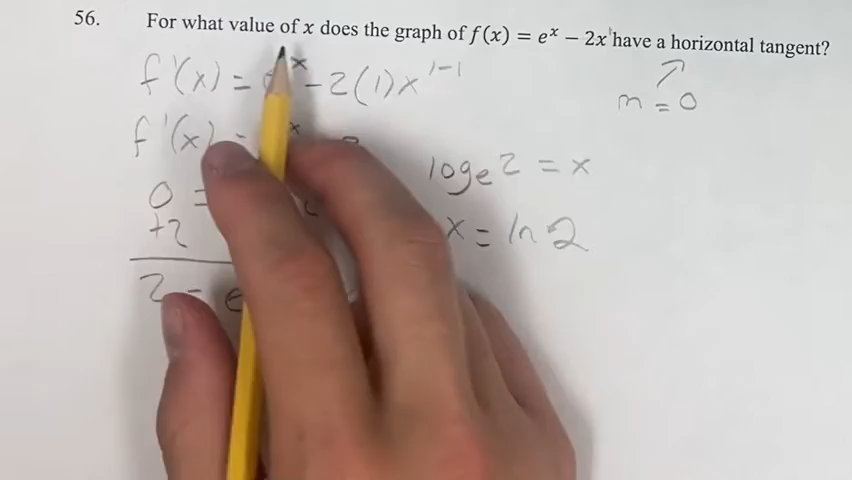 56. For what value of x does the graph of f(x) = eˣ − 2x have a horizontal tangent?
m = 0
f'(x) = eˣ − 2(1)x¹⁻¹
f'(x) =
0 =
+2
2 = e
logₑ2 = x
x = ln 2